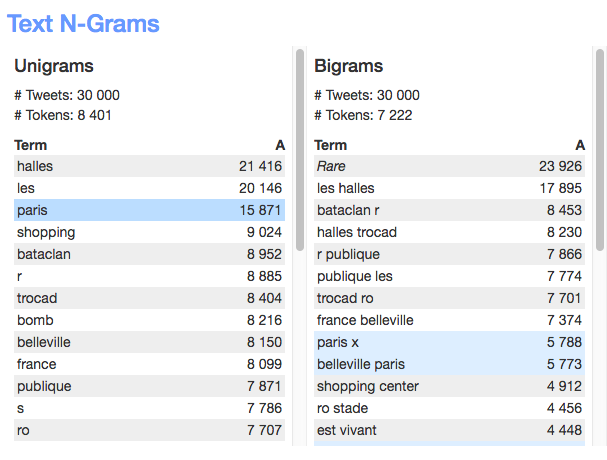 Text N-Grams
Unigrams
# Tweets: 30 000
# Tokens: 8 401
Term A
halles 21 416
les 20 146
paris 15 871
shopping 9 024
bataclan 8 952
r 8 885
trocad 8 404
bomb 8 216
belleville 8 150
france 8 099
publique 7 871
s 7 786
ro 7 707
Bigrams
# Tweets: 30 000
# Tokens: 7 222
Term A
Rare 23 926
les halles 17 895
bataclan r 8 453
halles trocad 8 230
r publique 7 866
publique les 7 774
trocad ro 7 701
france belleville 7 374
paris x 5 788
belleville paris 5 773
shopping center 4 912
ro stade 4 456
est vivant 4 448